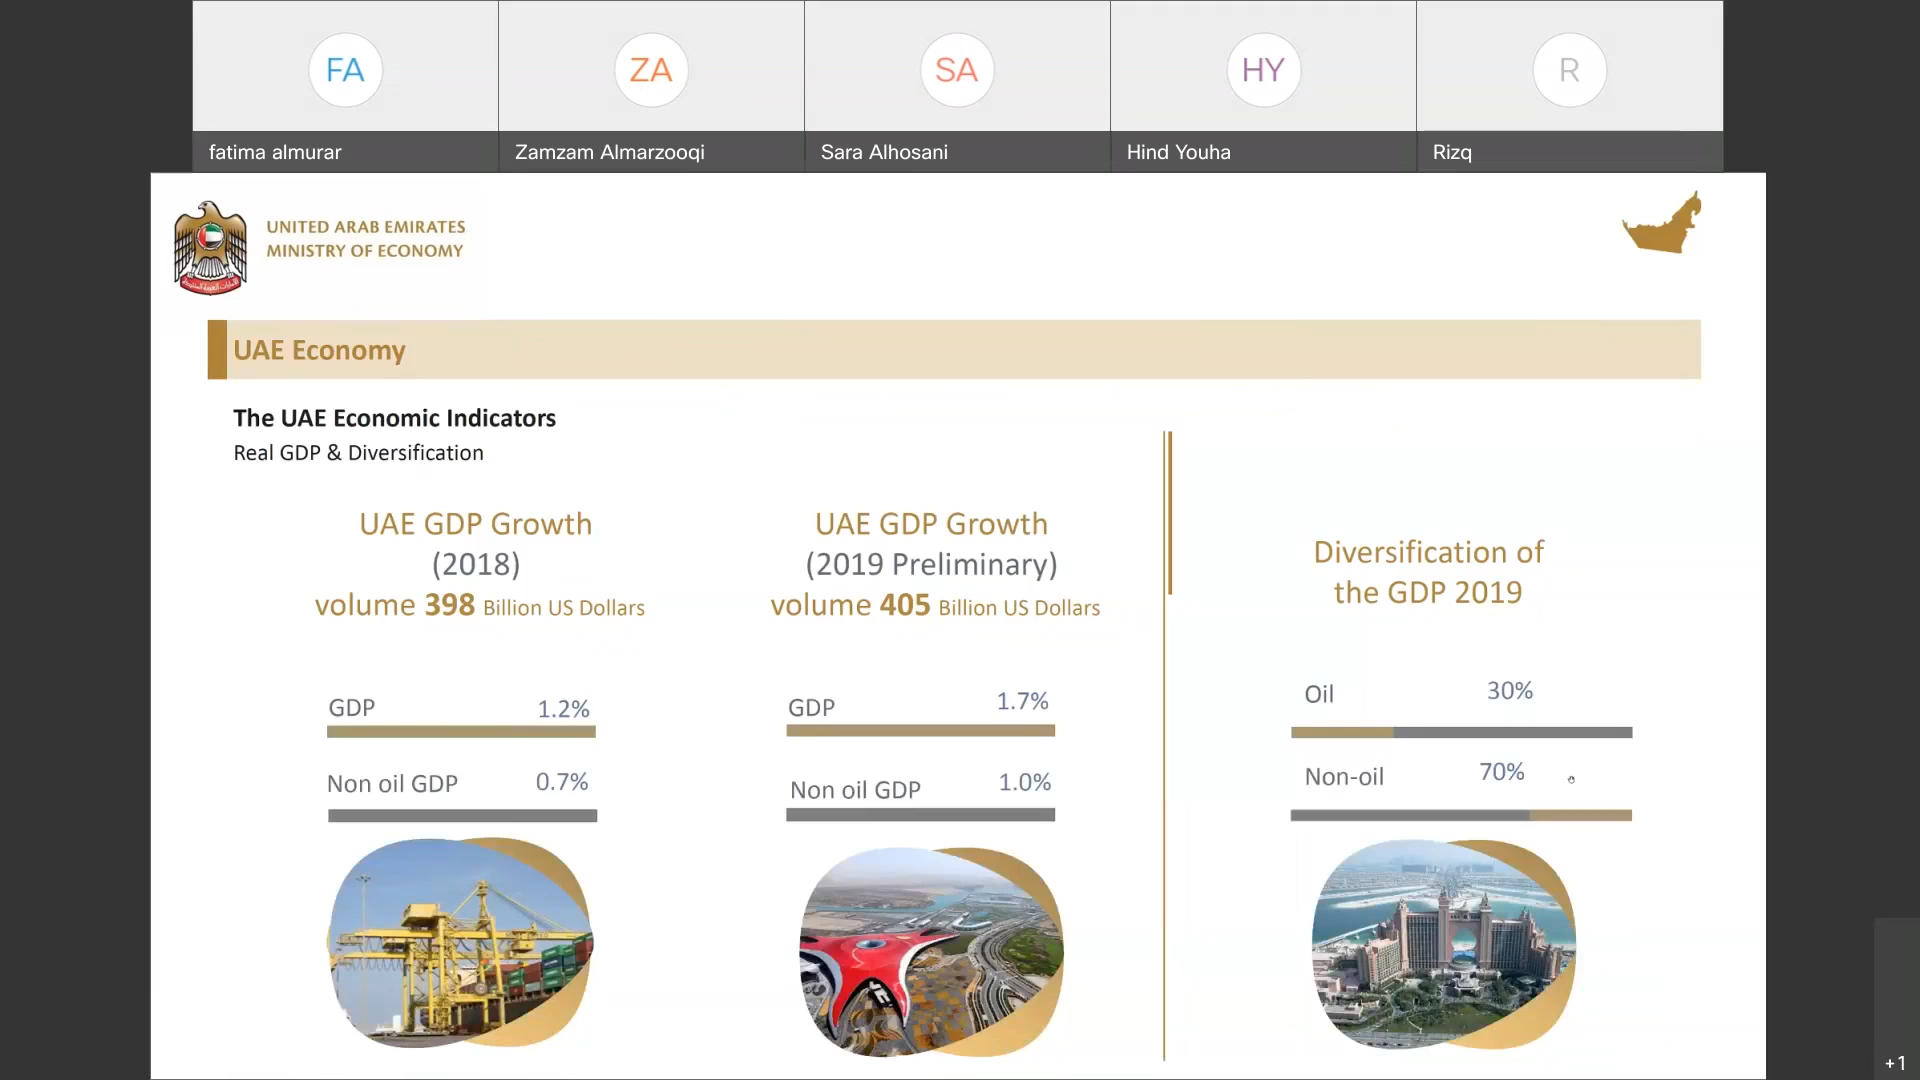 FA
ZA
SA
HY
R
fatima almurar
Zamzam Almarzooqi
Sara Alhosani
Hind Youha
Rizq
UNITED ARAB EMIRATES
MINISTRY OF ECONOMY
UAE Economy
The UAE Economic Indicators
Real GDP & Diversification
UAE GDP Growth
(2018)
volume 398 Billion US Dollars
GDP 1.2%
Non oil GDP 0.7%
UAE GDP Growth
(2019 Preliminary)
volume 405 Billion US Dollars
GDP 1.7%
Non oil GDP 1.0%
Diversification of
the GDP 2019
Oil 30%
Non-oil 70%
+1